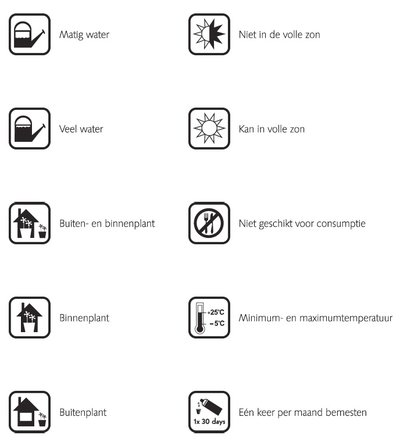 Matig water
Niet in de volle zon
Veel water
Kan in volle zon
Buiten- en binnenplant
Niet geschikt voor consumptie
Binnenplant
+25°C
-5°C
Minimum- en maximumtemperatuur
Buitenplant
1x 30 days
Eén keer per maand bemesten